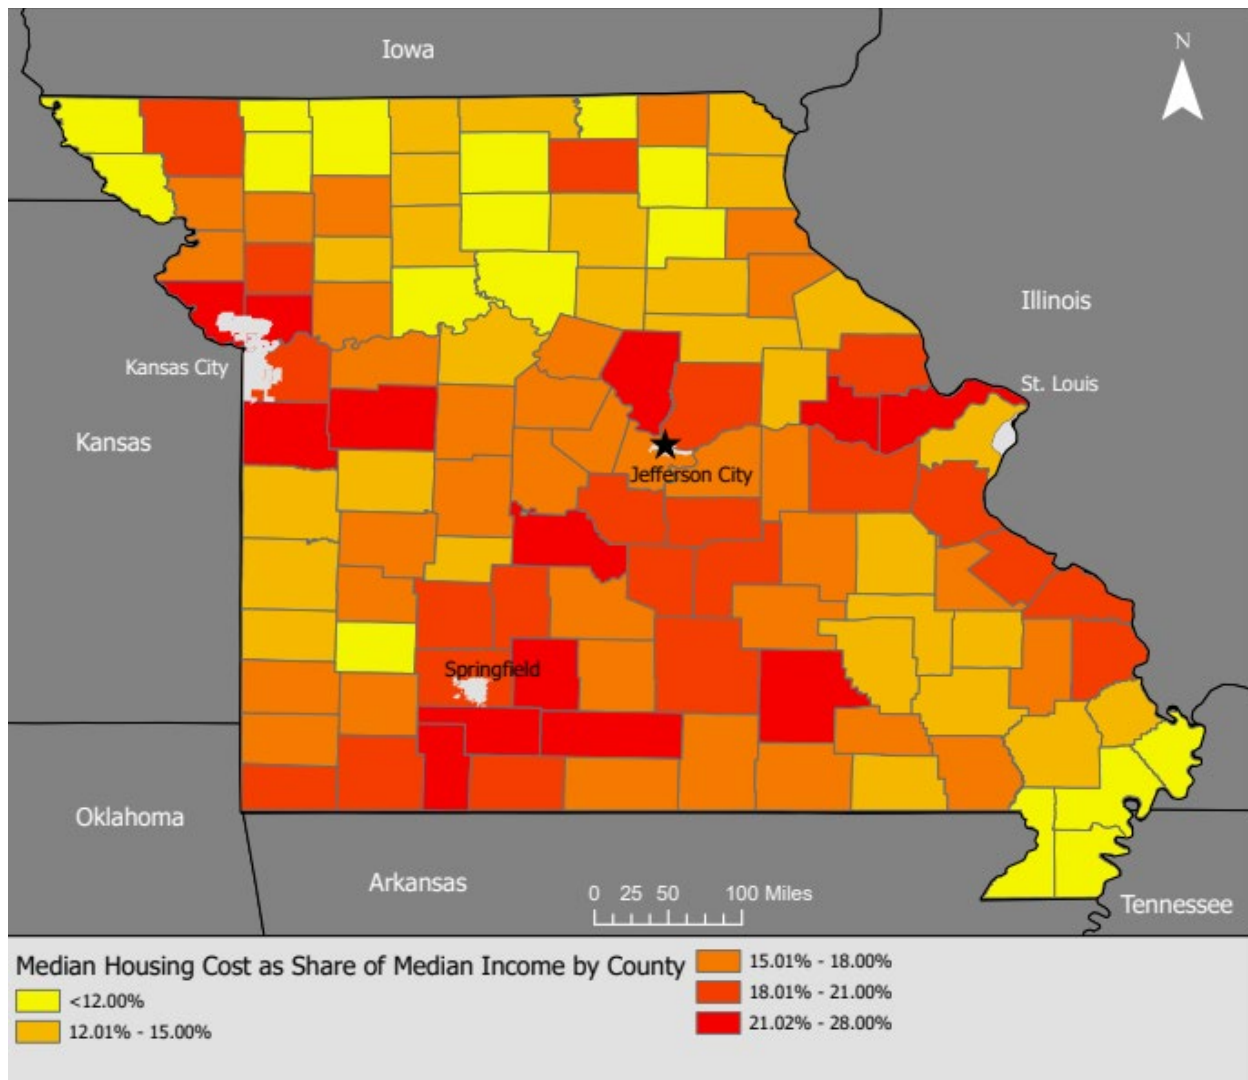 Iowa
N
Illinois
Kansas City
St. Louis
Kansas
Jefferson City
Springfield
Oklahoma
Arkansas
0 25 50 100 Miles
Tennessee
Median Housing Cost as Share of Median Income by County
<12.00%
12.01% - 15.00%
15.01% - 18.00%
18.01% - 21.00%
21.02% - 28.00%